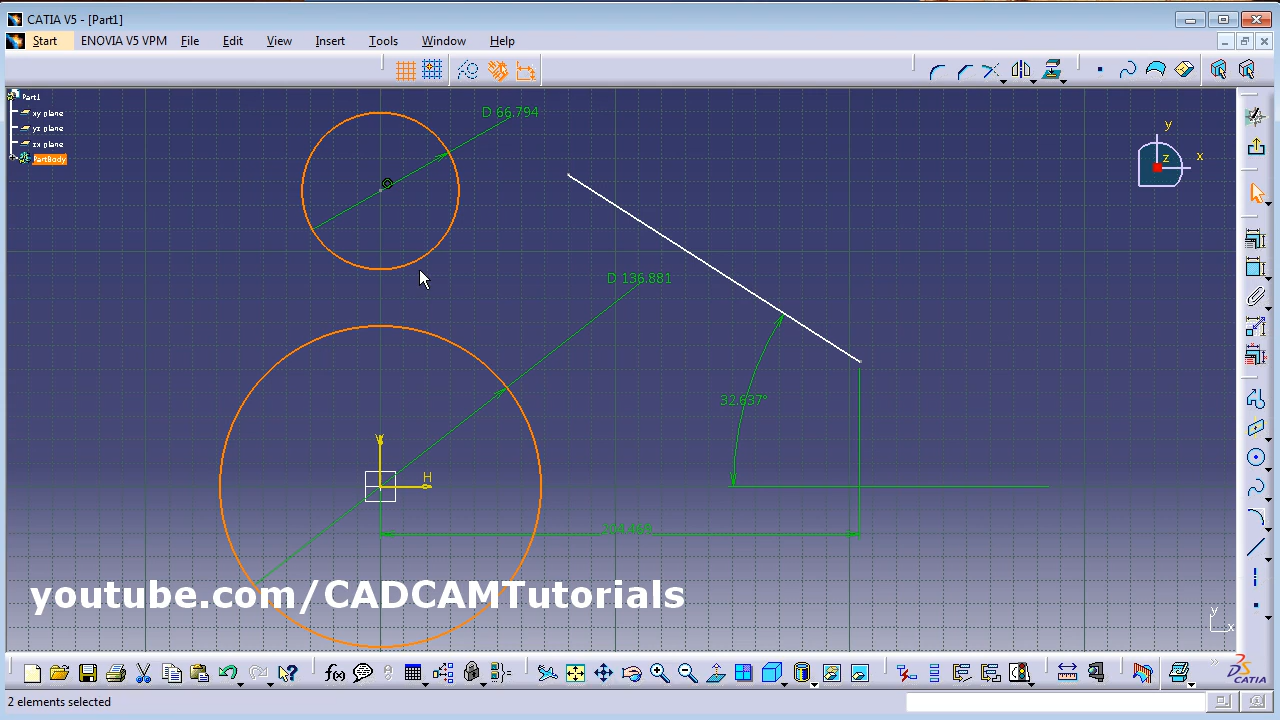 CATIA V5 - [Part1]
Start ENOVIA V5 VPM File Edit View Insert Tools Window Help
Part1
xy plane
yz plane
zx plane
PartBody
D 66.794
y
z
x
D 136.881
32.637°
V
H
youtube.com/CADCAMTutorials
y
x
f(x)
CATIA
2 elements selected